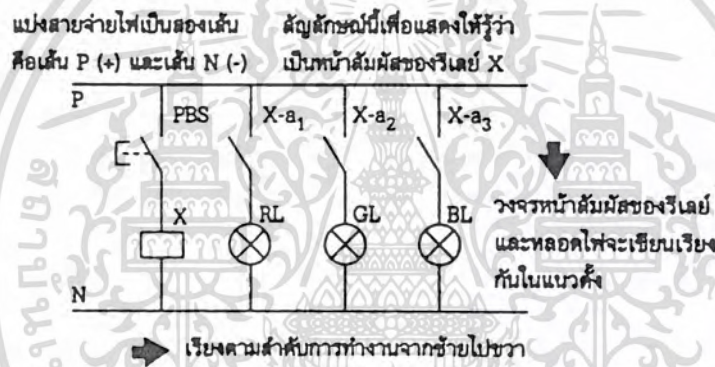 แบ่งสายจ่ายไฟเป็นสองเส้น
คือเส้น P (+) และเส้น N (-)
สัญลักษณ์นี้เพื่อแสดงให้รู้ว่า
เป็นหน้าสัมผัสของรีเลย์ X
P
PBS X-a1 X-a2 X-a3
X RL GL BL
N
วงจรหน้าสัมผัสของรีเลย์
และหลอดไฟจะเขียนเรียง
กันในแนวตั้ง
เรียงตามลำดับการทำงานจากซ้ายไปขวา